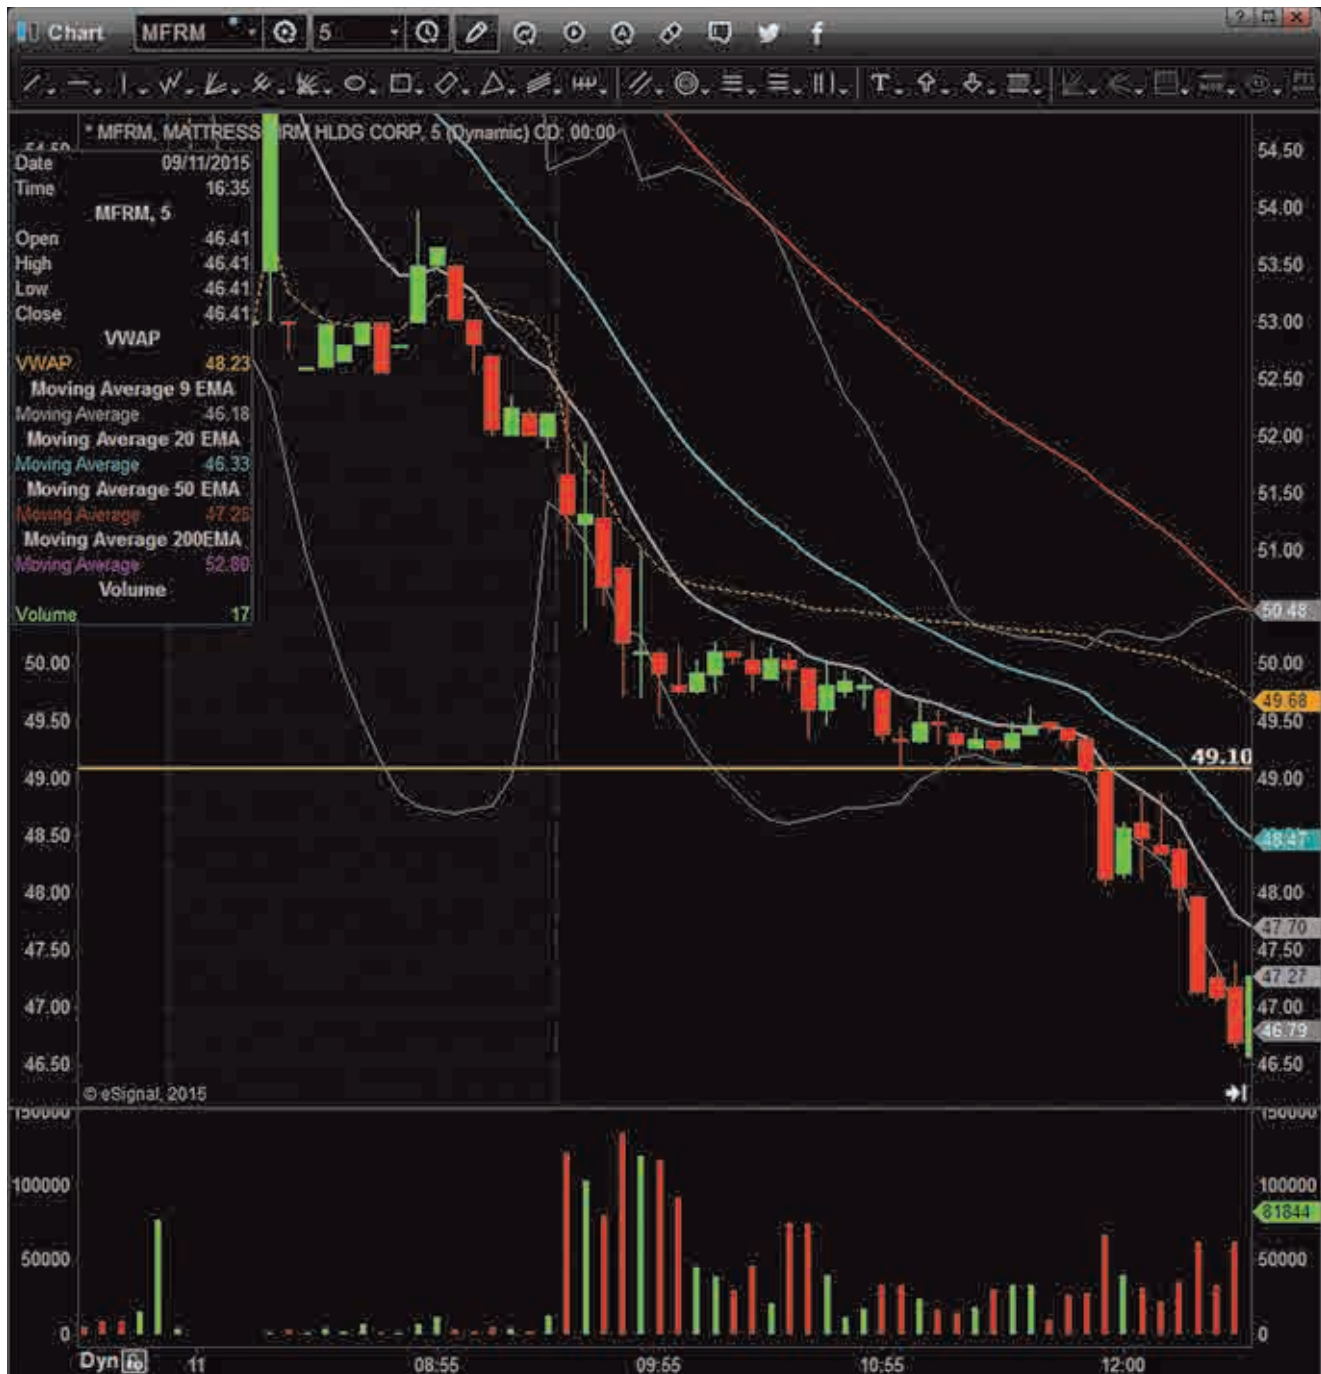 Chart MFRM 5
* MFRM, MATTRESS FIRM HLDG CORP, 5 (Dynamic) CD: 00:00
Date 09/11/2015
Time 16:35
MFRM, 5
Open 46.41
High 46.41
Low 46.41
Close 46.41
VWAP
VWAP 48.23
Moving Average 9 EMA
Moving Average 46.18
Moving Average 20 EMA
Moving Average 46.33
Moving Average 50 EMA
Moving Average 47.25
Moving Average 200EMA
Moving Average 52.80
Volume
Volume 17
50.00
49.50
49.00
48.50
48.00
47.50
47.00
46.50
54.50
54.00
53.50
53.00
52.50
52.00
51.50
51.00
50.48
50.00
49.68
49.50
49.10
49.00
48.47
48.00
47.70
47.50
47.27
47.00
46.79
46.50
© eSignal, 2015
150000
100000
50000
0
150000
100000
81844
50000
0
Dyn 11 08:55 09:55 10:55 12:00